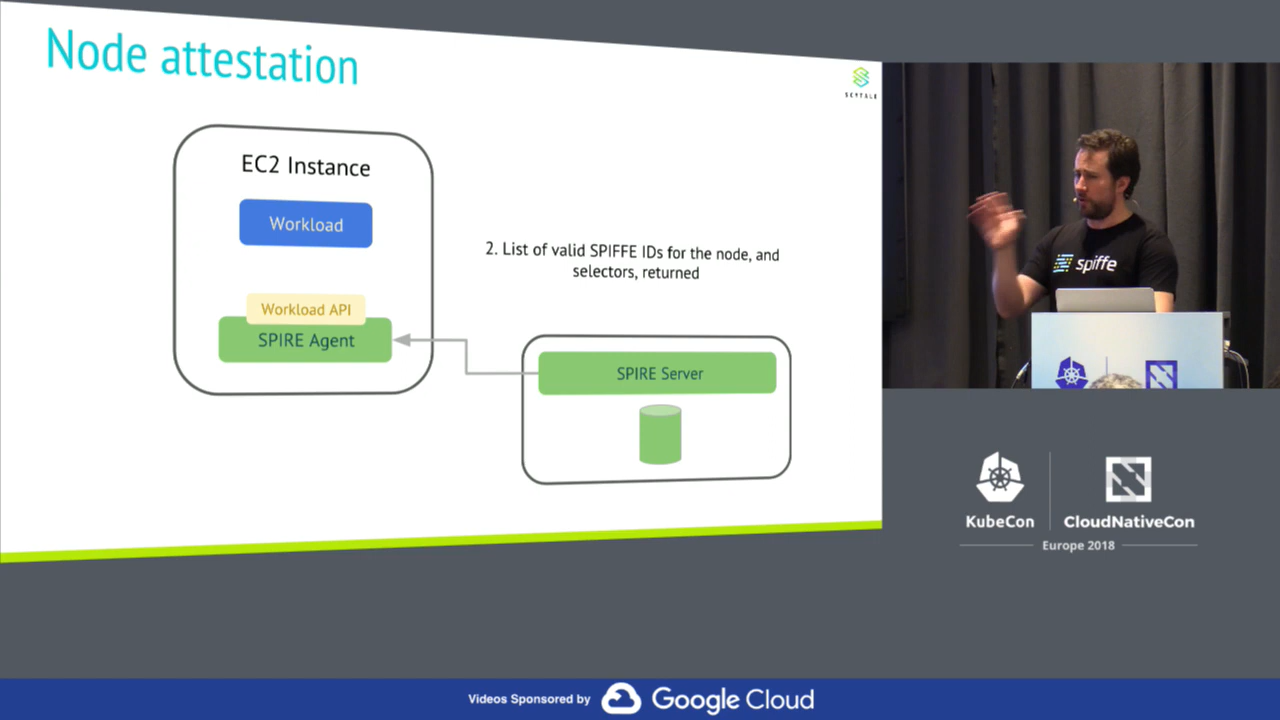 Node attestation
SCYTALE
EC2 Instance
Workload
2. List of valid SPIFFE IDs for the node, and
selectors, returned
Workload API
SPIRE Agent
SPIRE Server
spiffe
KubeCon
CloudNativeCon
Europe 2018
Videos Sponsored by Google Cloud